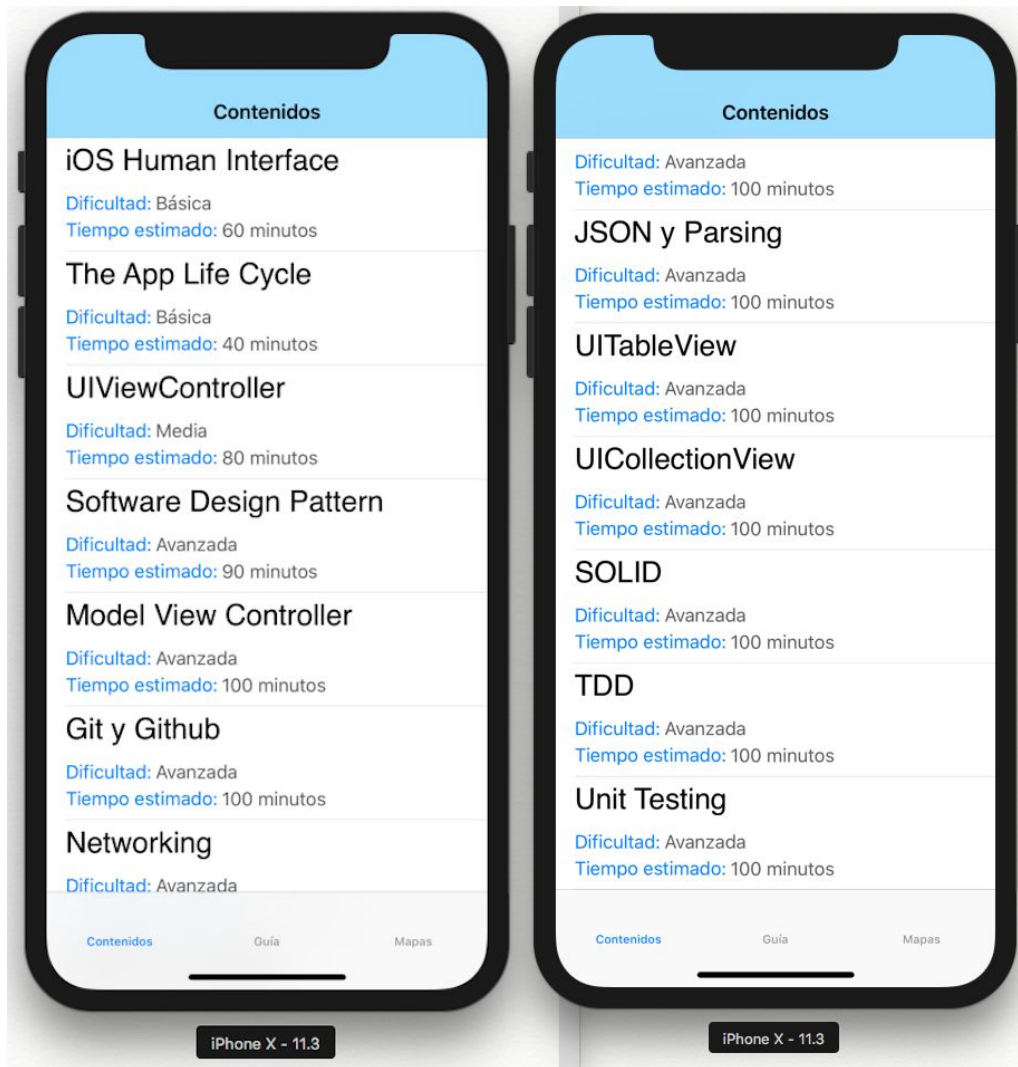 Contenidos
iOS Human Interface
Dificultad: Básica
Tiempo estimado: 60 minutos
The App Life Cycle
Dificultad: Básica
Tiempo estimado: 40 minutos
UIViewController
Dificultad: Media
Tiempo estimado: 80 minutos
Software Design Pattern
Dificultad: Avanzada
Tiempo estimado: 90 minutos
Model View Controller
Dificultad: Avanzada
Tiempo estimado: 100 minutos
Git y Github
Dificultad: Avanzada
Tiempo estimado: 100 minutos
Networking
Dificultad: Avanzada
Contenidos Guía Mapas
iPhone X - 11.3
Contenidos
Dificultad: Avanzada
Tiempo estimado: 100 minutos
JSON y Parsing
Dificultad: Avanzada
Tiempo estimado: 100 minutos
UITableView
Dificultad: Avanzada
Tiempo estimado: 100 minutos
UICollectionView
Dificultad: Avanzada
Tiempo estimado: 100 minutos
SOLID
Dificultad: Avanzada
Tiempo estimado: 100 minutos
TDD
Dificultad: Avanzada
Tiempo estimado: 100 minutos
Unit Testing
Dificultad: Avanzada
Tiempo estimado: 100 minutos
Contenidos Guía Mapas
iPhone X - 11.3